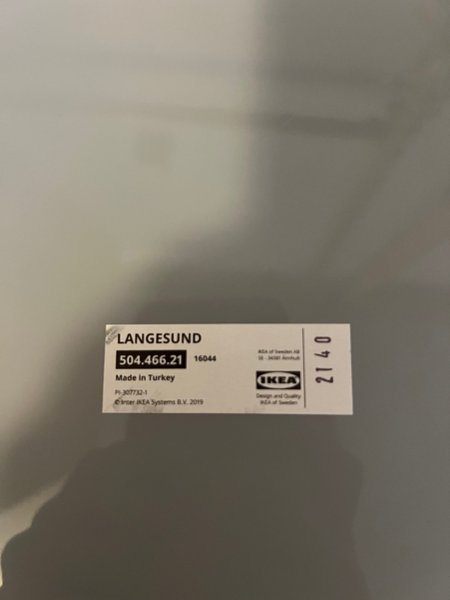 LANGESUND
504.466.21 16044
Made in Turkey
PI-307732-1
© Inter IKEA Systems B.V. 2019
IKEA of Sweden AB
SE - 34381 Älmhult
IKEA
Design and Quality
IKEA of Sweden
2140